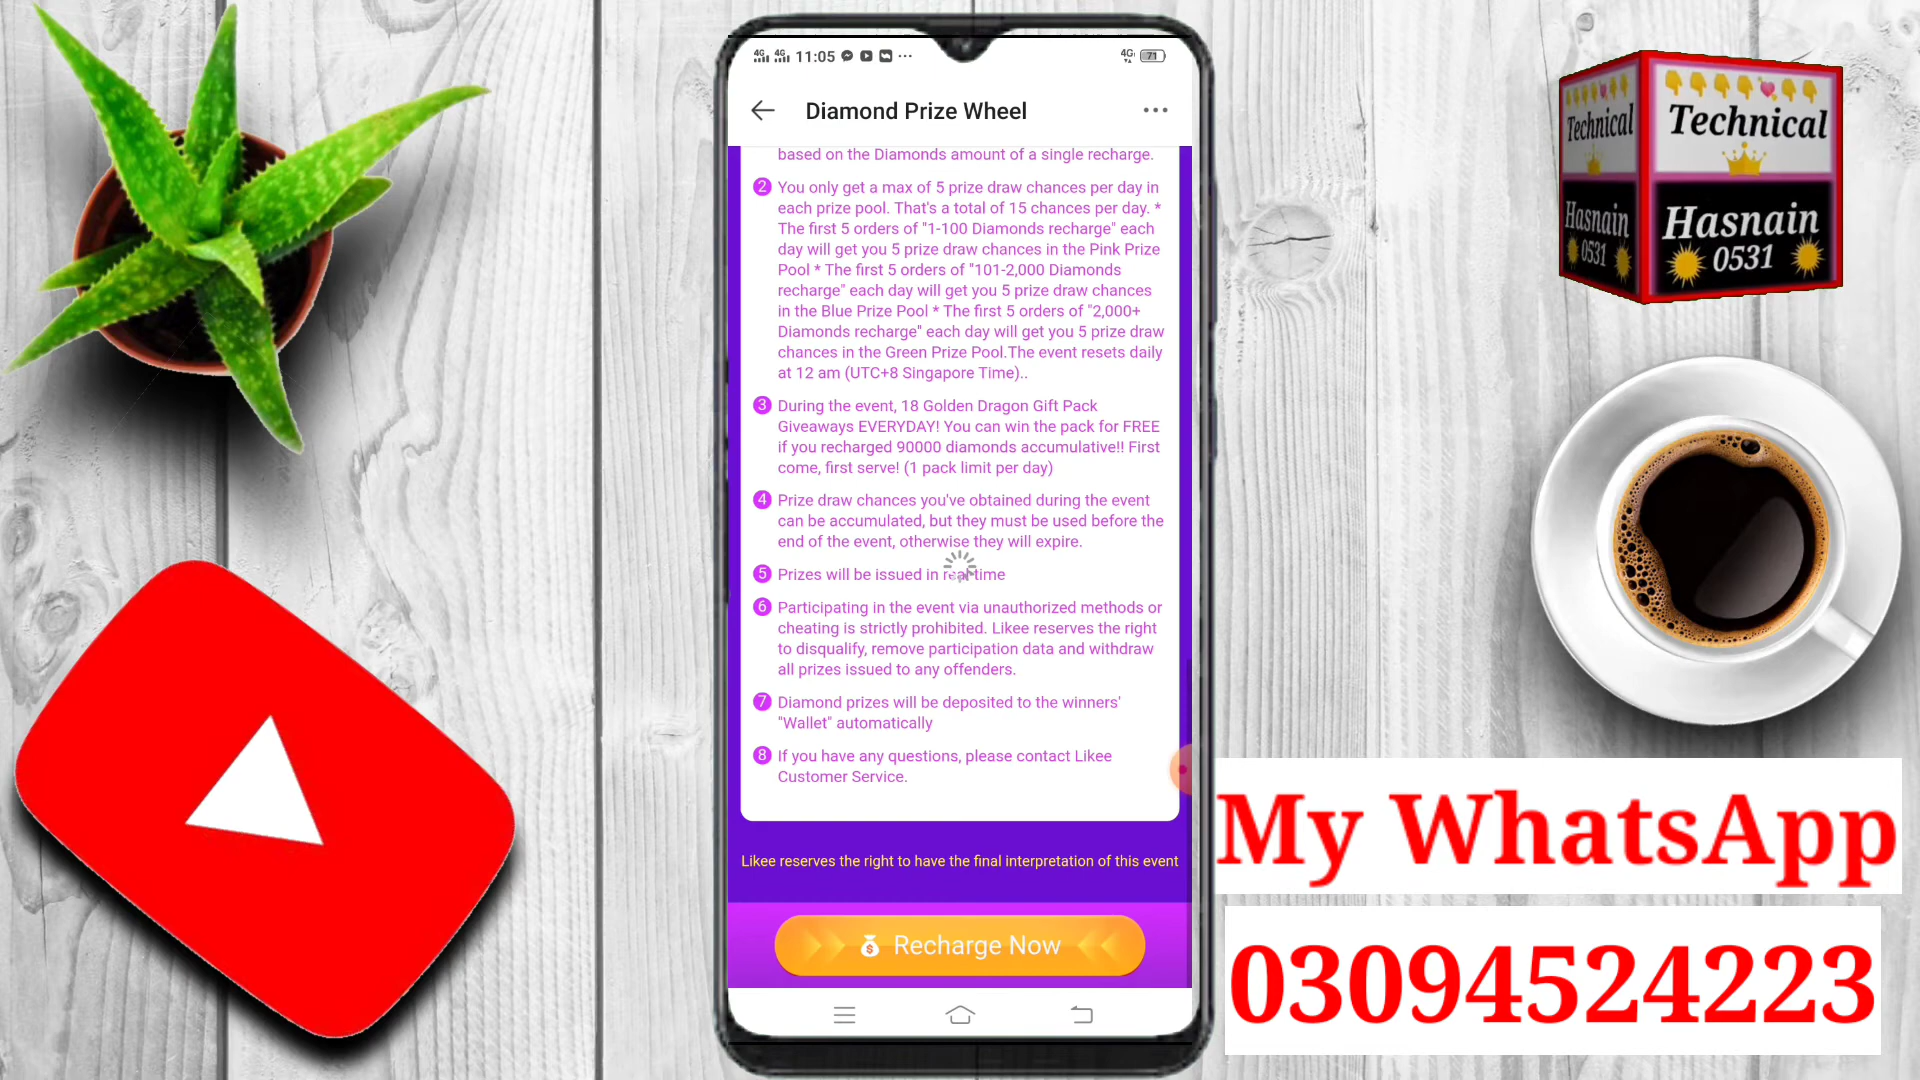 4G 4G 11:05
4G 71
Diamond Prize Wheel
based on the Diamonds amount of a single recharge.
2 You only get a max of 5 prize draw chances per day in
each prize pool. That's a total of 15 chances per day. *
The first 5 orders of "1-100 Diamonds recharge" each
day will get you 5 prize draw chances in the Pink Prize
Pool * The first 5 orders of "101-2,000 Diamonds
recharge" each day will get you 5 prize draw chances
in the Blue Prize Pool * The first 5 orders of "2,000+
Diamonds recharge" each day will get you 5 prize draw
chances in the Green Prize Pool.The event resets daily
at 12 am (UTC+8 Singapore Time)..
3 During the event, 18 Golden Dragon Gift Pack
Giveaways EVERYDAY! You can win the pack for FREE
if you recharged 90000 diamonds accumulative!! First
come, first serve! (1 pack limit per day)
4 Prize draw chances you've obtained during the event
can be accumulated, but they must be used before the
end of the event, otherwise they will expire.
5 Prizes will be issued in real time
6 Participating in the event via unauthorized methods or
cheating is strictly prohibited. Likee reserves the right
to disqualify, remove participation data and withdraw
all prizes issued to any offenders.
7 Diamond prizes will be deposited to the winners'
"Wallet" automatically
8 If you have any questions, please contact Likee
Customer Service.
Likee reserves the right to have the final interpretation of this event
Recharge Now
Technical
Hasnain
0531
Technical
Hasnain
0531
My WhatsApp
03094524223